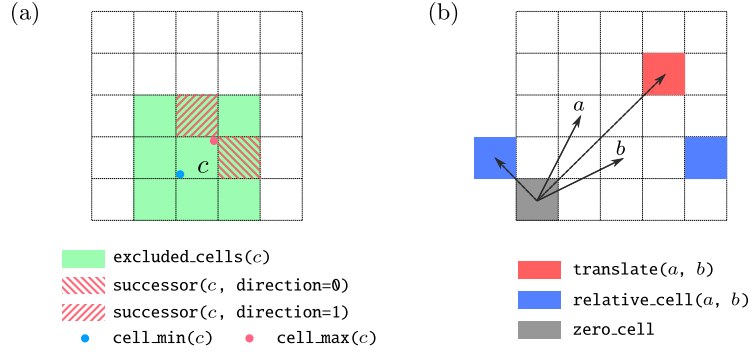 (a)
c
excluded_cells(c)
successor(c, direction=0)
successor(c, direction=1)
cell_min(c) cell_max(c)
(b)
a
b
translate(a, b)
relative_cell(a, b)
zero_cell